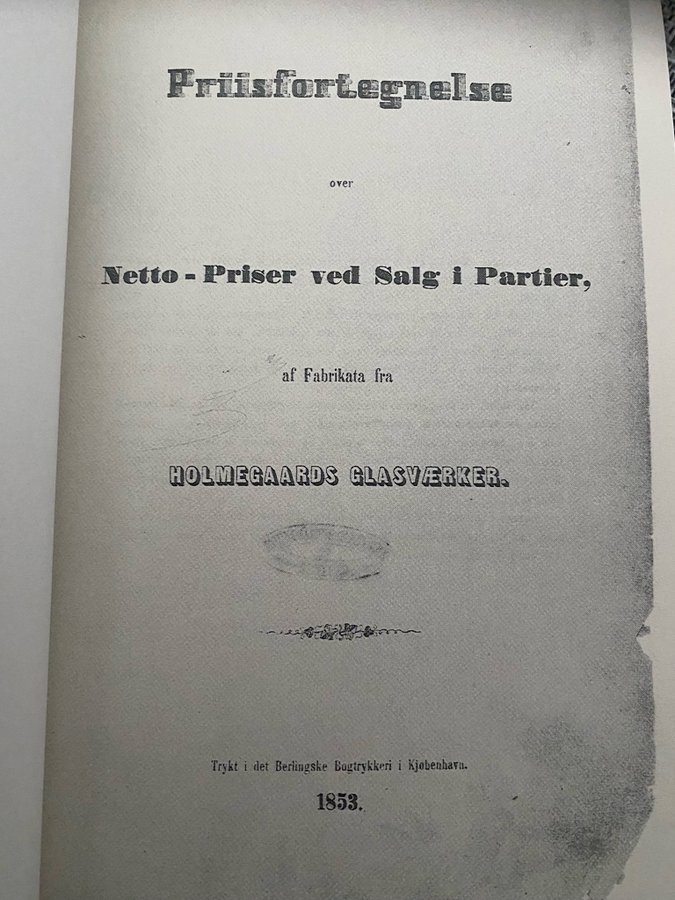 Priisfortegnelse
over
Netto-Priser ved Salg i Partier,
af Fabrikata fra
HOLMEGAARDS GLASVÆRKER.
Trykt i det Berlingske Bogtrykkeri i Kjøbenhavn.
1853.